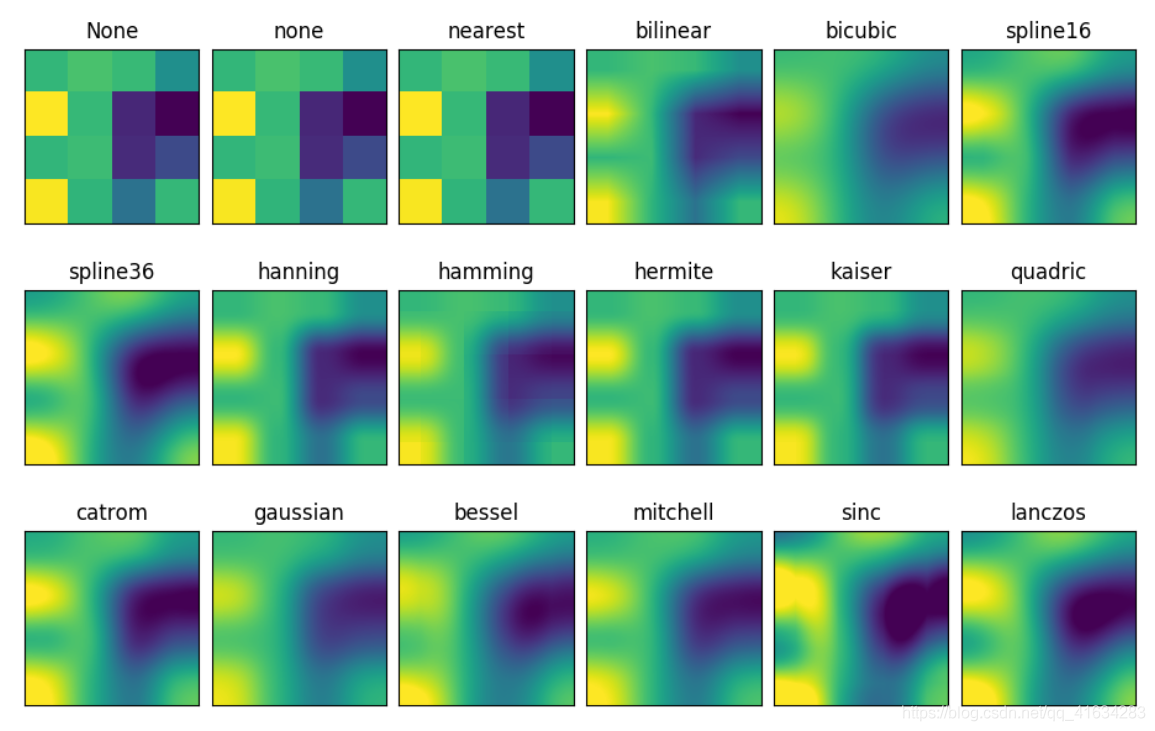 None none nearest bilinear bicubic spline16
spline36 hanning hamming hermite kaiser quadric
catrom gaussian bessel mitchell sinc lanczos
https://blog.csdn.net/qq_41634283